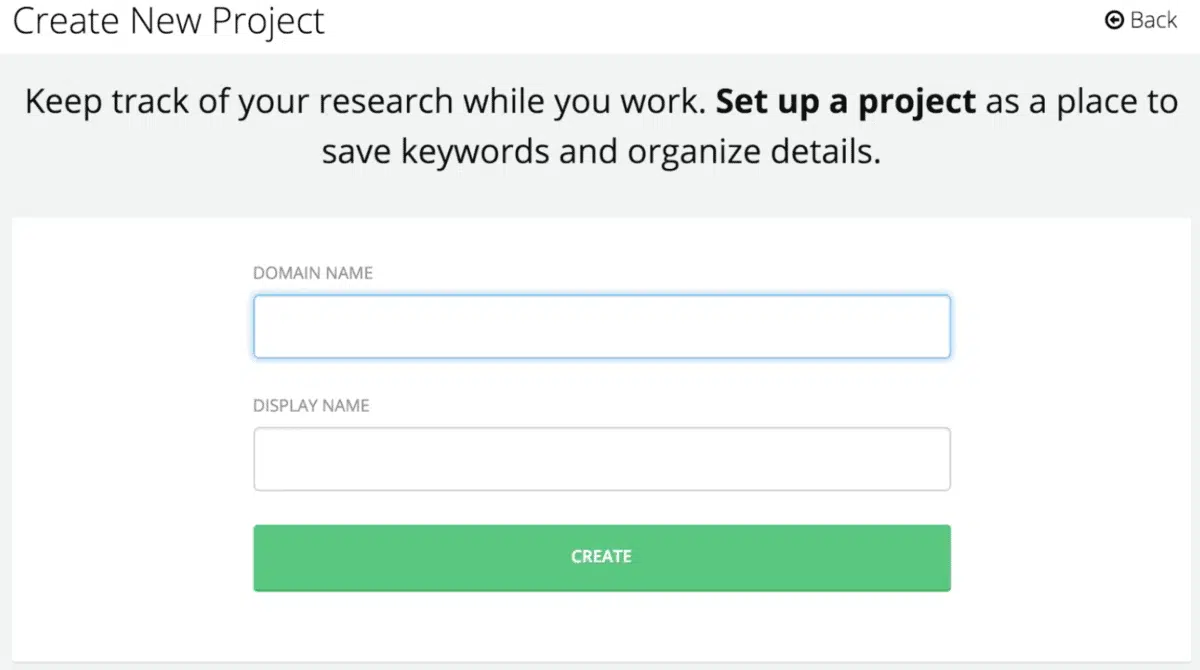 Create New Project
Back
Keep track of your research while you work. Set up a project as a place to
save keywords and organize details.
DOMAIN NAME
DISPLAY NAME
CREATE